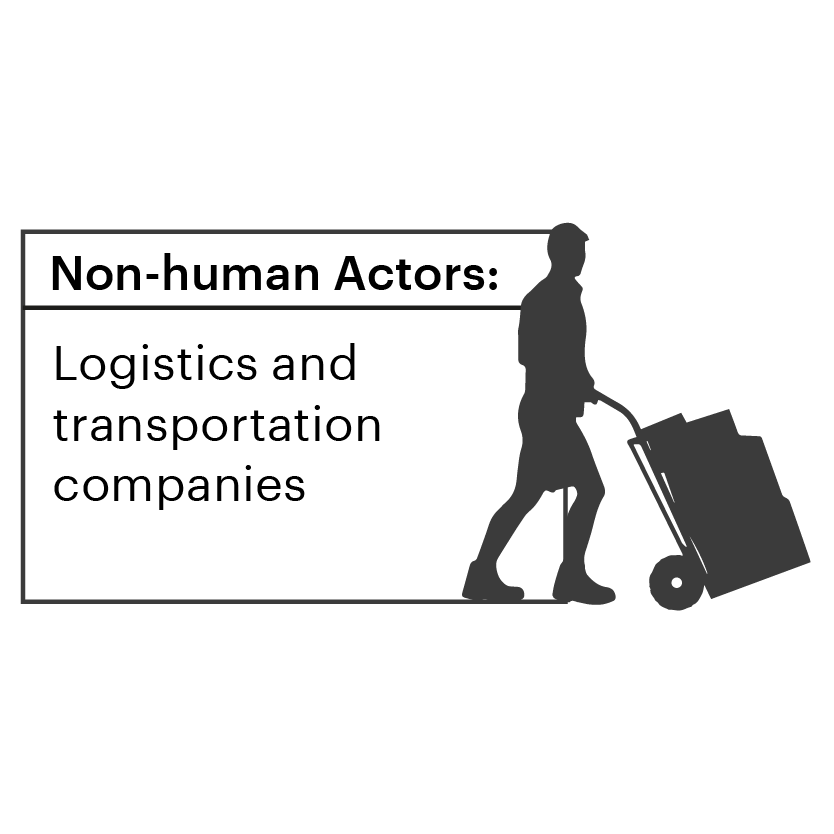 Non-human Actors:
Logistics and
transportation
companies